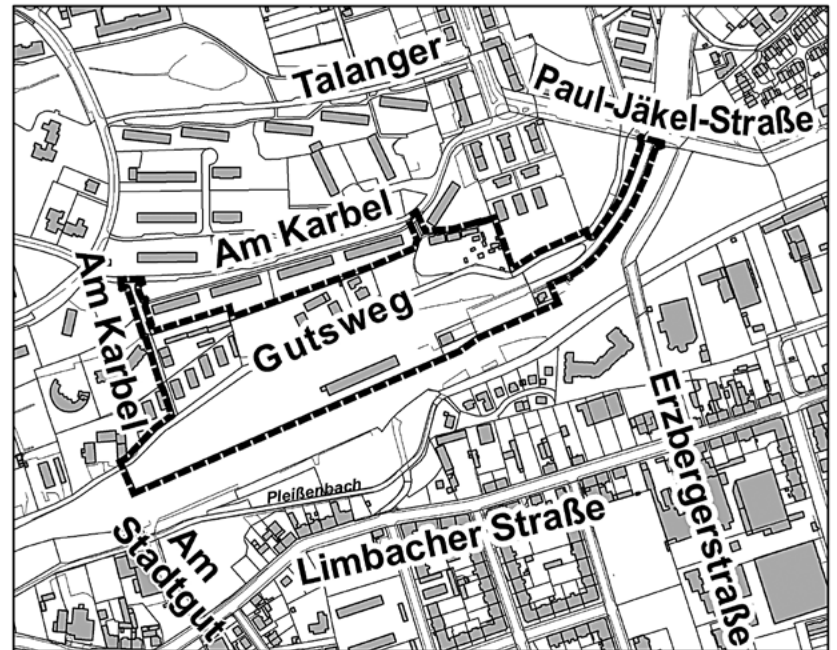 Talanger
Paul-Jäkel-Straße
Am Karbel
Am Karbel
Gutsweg
Erzbergerstraße
Pleißenbach
Limbacher Straße
Am
Stadtgut